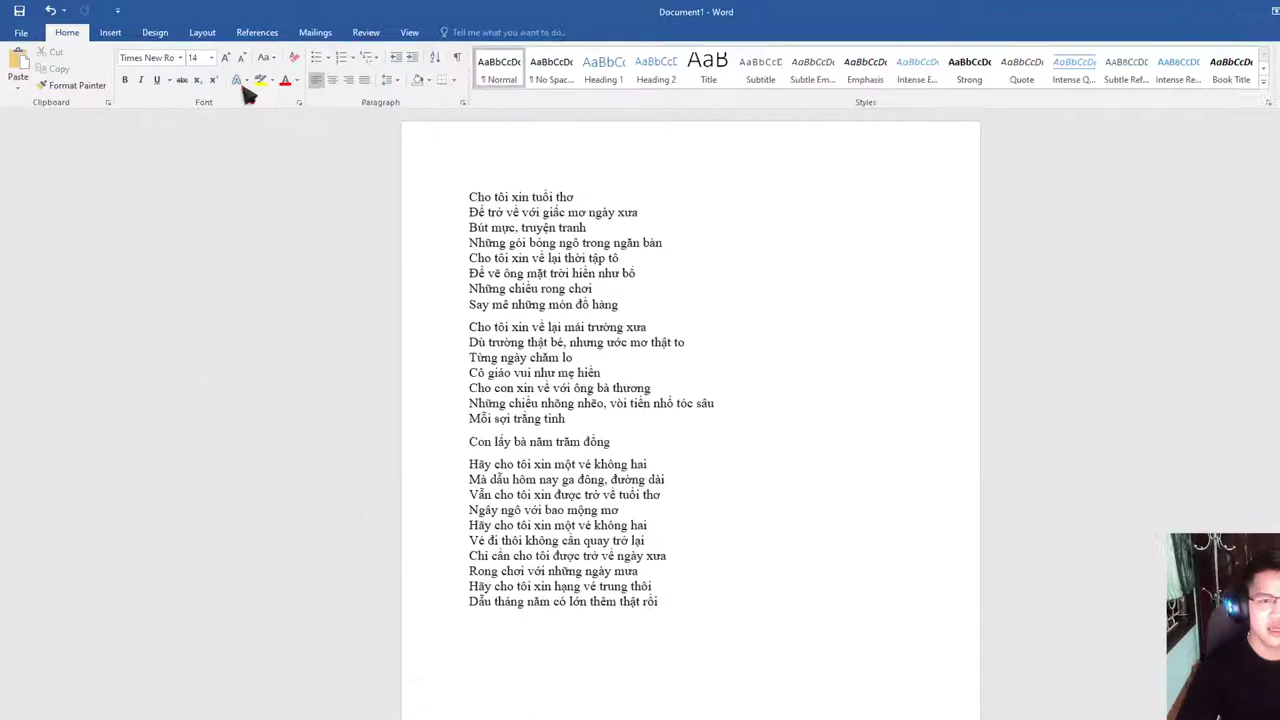 Document1 - Word
File Home Insert Design Layout References Mailings Review View Tell me what you want to do...
Cut
Copy
Format Painter
Paste
Clipboard
Times New Ro 14
Font
Paragraph
AaBbCcDc AaBbCcDc AaBbCc AaBbCcD AaB AaBbCcD AaBbCcDc AaBbCcDc AaBbCcDc AaBbCcDc AaBbCcDc AaBbCcDc AaBbCcDc AaBbCcDc AaBbCcDc
¶ Normal ¶ No Spac... Heading 1 Heading 2 Title Subtitle Subtle Em... Emphasis Intense E... Strong Quote Intense Q... Subtle Ref... Intense Re... Book Title
Styles
Cho tôi xin tuổi thơ
Để trở về với giấc mơ ngày xưa
Bút mực, truyện tranh
Những gói bỏng ngô trong ngăn bàn
Cho tôi xin về lại thời tập tô
Để vẽ ông mặt trời hiền như bố
Những chiều rong chơi
Say mê những món đồ hàng
Cho tôi xin về lại mái trường xưa
Dù trường thật bé, nhưng ước mơ thật to
Từng ngày chăm lo
Cô giáo vui như mẹ hiền
Cho con xin về với ông bà thương
Những chiều nhõng nhẽo, vòi tiền nhổ tóc sâu
Mỗi sợi trắng tinh
Con lấy bà năm trăm đồng
Hãy cho tôi xin một vé không hai
Mà dẫu hôm nay ga đông, đường dài
Vẫn cho tôi xin được trở về tuổi thơ
Ngây ngô với bao mộng mơ
Hãy cho tôi xin một vé không hai
Vé đi thôi không cần quay trở lại
Chỉ cần cho tôi được trở về ngày xưa
Rong chơi với những ngày mưa
Hãy cho tôi xin hạng vé trung thôi
Dẫu tháng năm có lớn thêm thật rồi